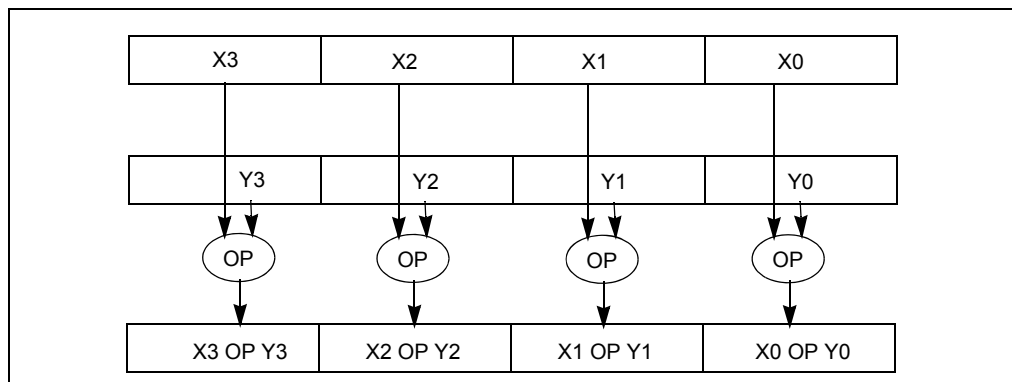 X3 X2 X1 X0
Y3 Y2 Y1 Y0
OP OP OP OP
X3 OP Y3 X2 OP Y2 X1 OP Y1 X0 OP Y0